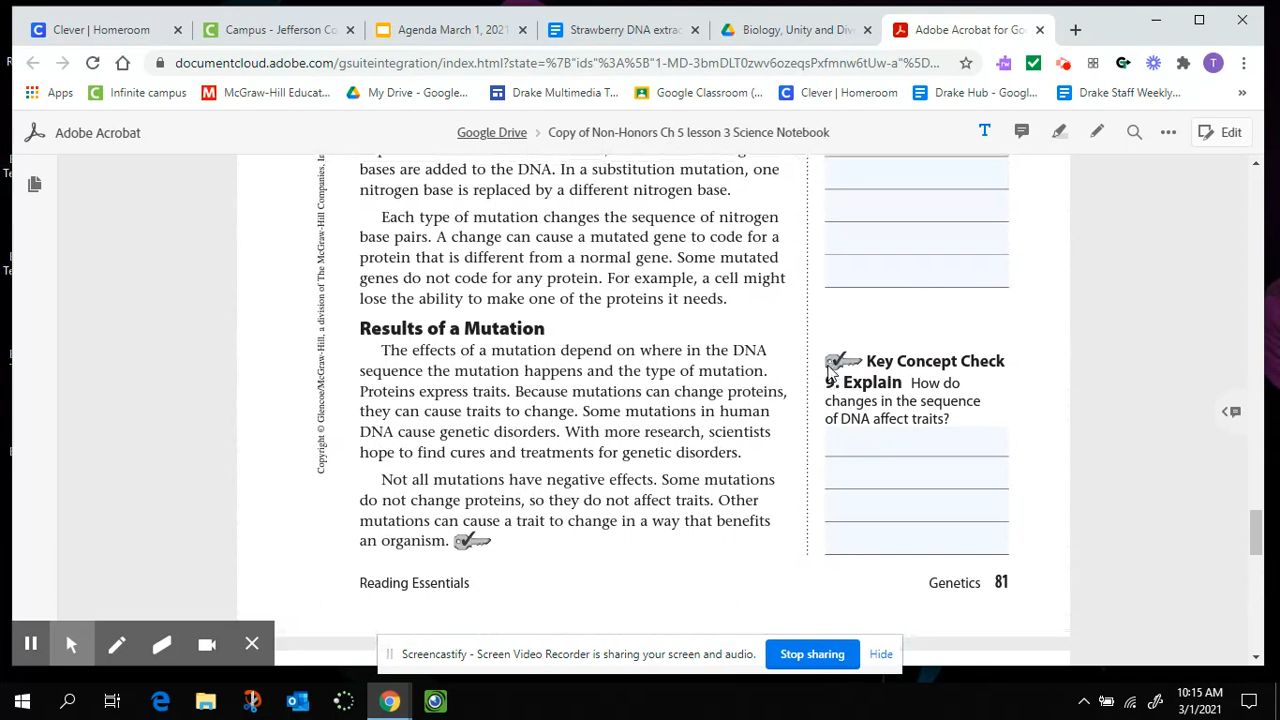 Clever | Homeroom
Campus - Jefferson Co
Agenda March 1, 2021
Strawberry DNA extrac
Biology, Unity and Div
Adobe Acrobat for Go
documentcloud.adobe.com/gsuiteintegration/index.html?state=%7B"ids"%3A%5B"1-MD-3bmDLT0zwv6ozeqsPxfmnw6tUw-a"%5D...
T
Apps
Infinite campus
McGraw-Hill Educat...
My Drive - Google...
Drake Multimedia T...
Google Classroom (...
Clever | Homeroom
Drake Hub - Googl...
Drake Staff Weekly...
Adobe Acrobat
Google Drive > Copy of Non-Honors Ch 5 lesson 3 Science Notebook
Edit
bases are added to the DNA. In a substitution mutation, one
nitrogen base is replaced by a different nitrogen base.
Each type of mutation changes the sequence of nitrogen
base pairs. A change can cause a mutated gene to code for a
protein that is different from a normal gene. Some mutated
genes do not code for any protein. For example, a cell might
lose the ability to make one of the proteins it needs.
Results of a Mutation
The effects of a mutation depend on where in the DNA
sequence the mutation happens and the type of mutation.
Proteins express traits. Because mutations can change proteins,
they can cause traits to change. Some mutations in human
DNA cause genetic disorders. With more research, scientists
hope to find cures and treatments for genetic disorders.
Not all mutations have negative effects. Some mutations
do not change proteins, so they do not affect traits. Other
mutations can cause a trait to change in a way that benefits
an organism.
Copyright © Glencoe/McGraw-Hill, a division of The McGraw-Hill Companies, In
Key Concept Check
9. Explain How do
changes in the sequence
of DNA affect traits?
Reading Essentials
Genetics 81
Screencastify - Screen Video Recorder is sharing your screen and audio.
Stop sharing
Hide
10:15 AM
3/1/2021